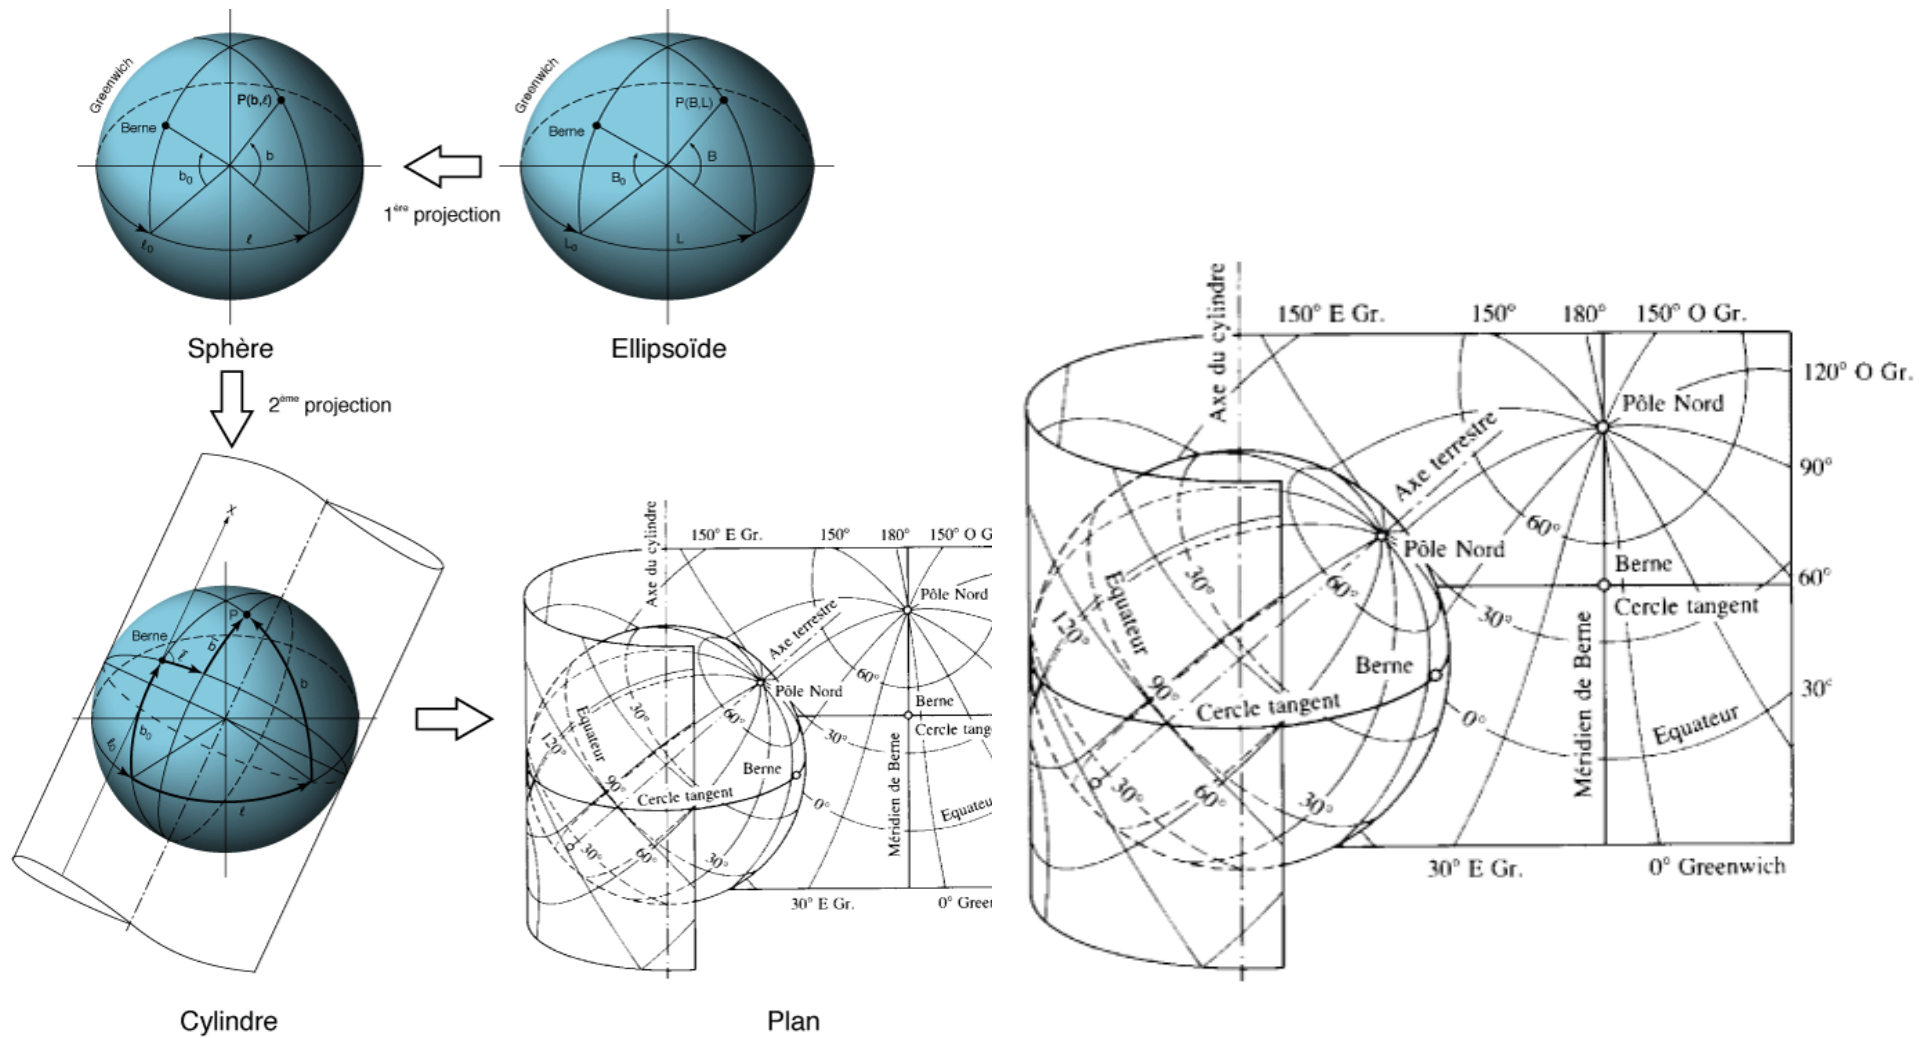 Greenwich
P(b,ℓ)
Berne
b
b₀
ℓ₀
ℓ
Sphère
1ère projection
Greenwich
P(B,L)
Berne
B
B₀
L₀
L
Ellipsoïde
2ème projection
X
P
Berne
b
b₀
b
ℓ₀
ℓ
Cylindre
Axe du cylindre
150° E Gr.
150°
180°
150° O G
Pôle Nord
Axe terrestre
60°
Pôle Nord
Berne
Cercle tang
30°
60°
30°
Equateur
120°
90°
Berne
Cercle tangent
0°
Méridien de Berne
Equateu
30°
60°
30°
30° E Gr.
0° Gree
Plan
Axe du cylindre
150° E Gr.
150°
180°
150° O Gr.
120° O Gr.
Pôle Nord
Axe terrestre
90°
60°
Pôle Nord
Berne
60°
Cercle tangent
30°
60°
30°
Equateur
120°
90°
Berne
Cercle tangent
0°
30°
Méridien de Berne
Equateur
30°
60°
30°
30° E Gr.
0° Greenwich